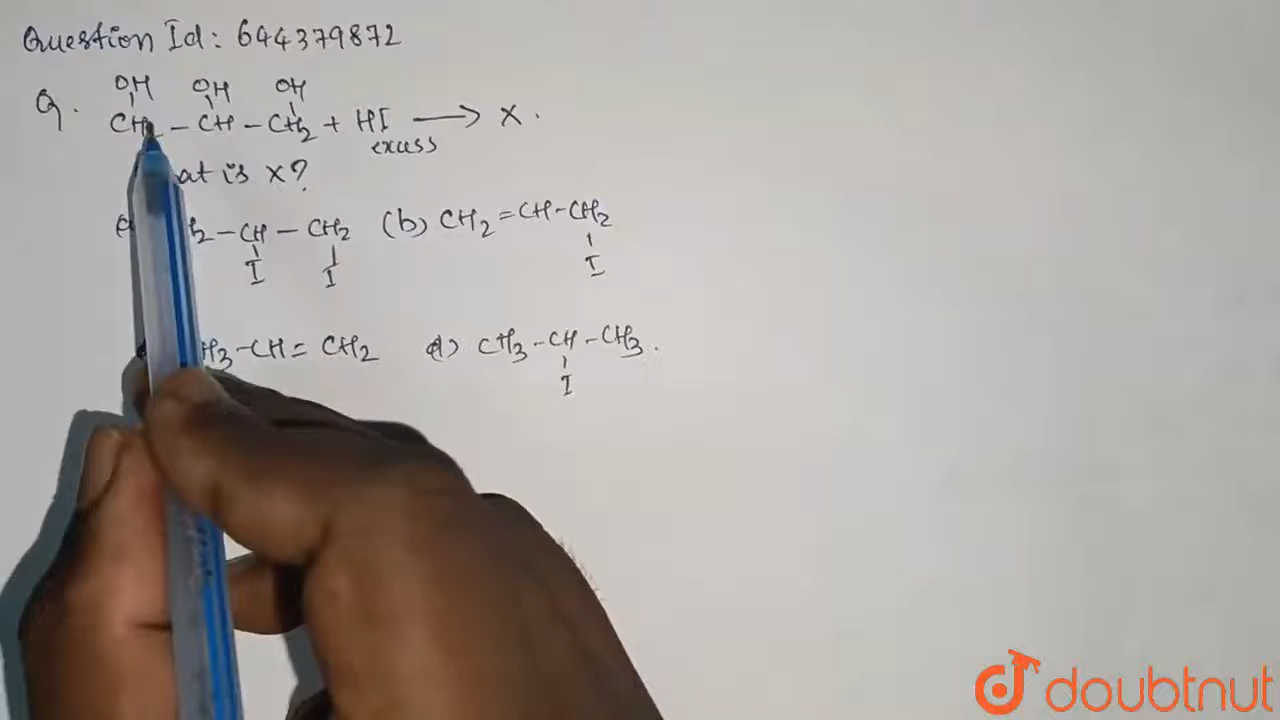 Question Id: 644379872
OH OH OH
Q. CH2 - CH - CH2 + HI → X.
excess
at is X?
- CH - CH2 (b) CH2 = CH - CH2
I I I
H3 - CH = CH2 d) CH3 - CH - CH3.
I
doubtnut